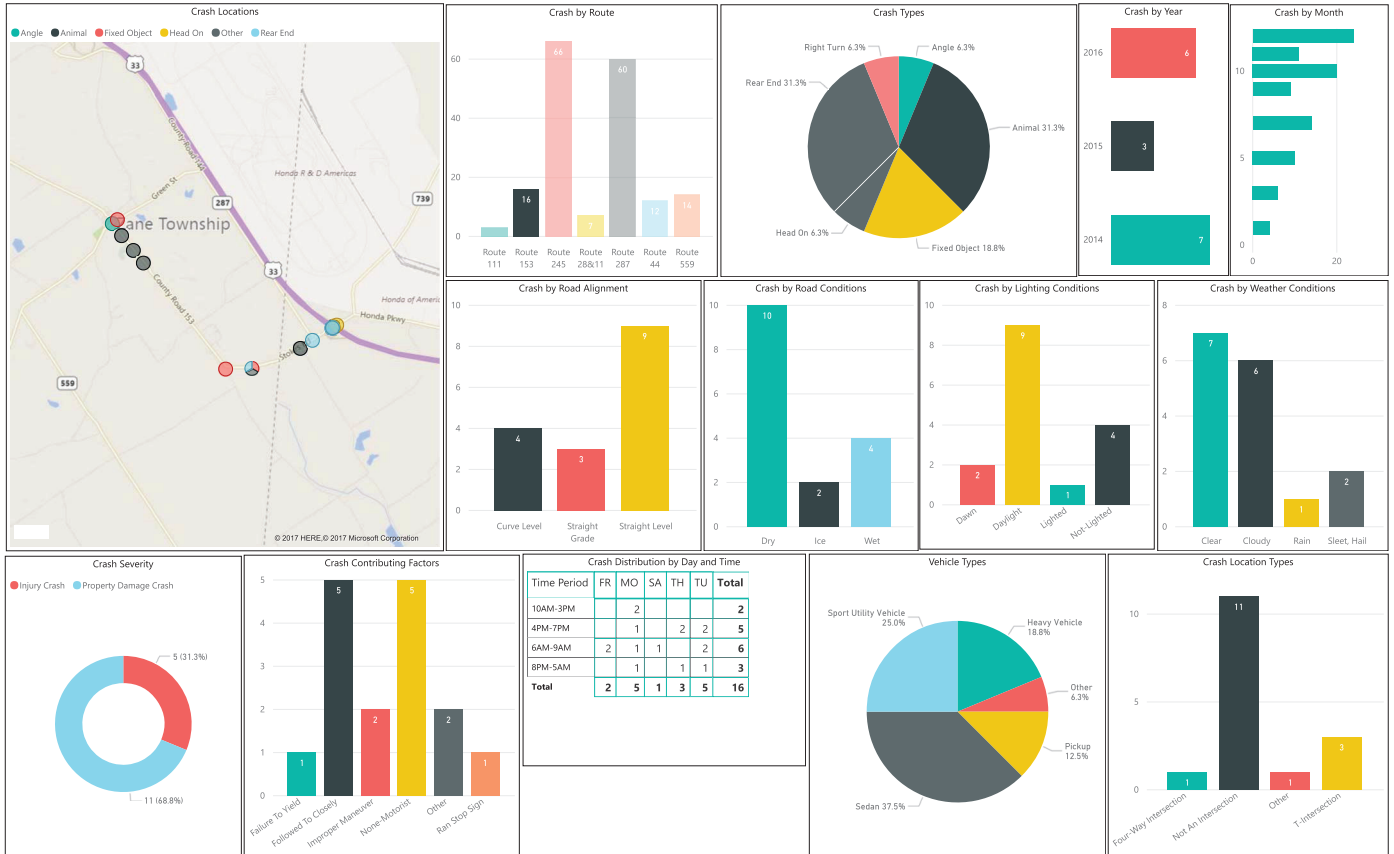 Crash Locations
Angle Animal Fixed Object Head On Other Rear End
33
County Road 144
Green St
Honda R & D Americas
287
739
Lane Township
33
County Road 153
Honda of Americ
Honda Pkwy
559
© 2017 HERE,© 2017 Microsoft Corporation
Crash by Route
60
40
20
0
66
60
16
7
12
14
Route 111
Route 153
Route 245
Route 28&11
Route 287
Route 44
Route 559
Crash Types
Right Turn 6.3%
Angle 6.3%
Rear End 31.3%
Animal 31.3%
Head On 6.3%
Fixed Object 18.8%
Crash by Year
2016 6
2015 3
2014 7
Crash by Month
10
5
0
0 20
Crash by Road Alignment
10
8
6
4
2
0
4
3
9
Curve Level
Straight Grade
Straight Level
Crash by Road Conditions
10
8
6
4
2
0
10
2
4
Dry Ice Wet
Crash by Lighting Conditions
10
8
6
4
2
0
2
9
1
4
Dawn
Daylight
Lighted
Not-Lighted
Crash by Weather Conditions
8
6
4
2
0
7
6
1
2
Clear Cloudy Rain Sleet, Hail
Crash Severity
Injury Crash Property Damage Crash
5 (31.3%)
11 (68.8%)
Crash Contributing Factors
5
4
3
2
1
0
1
5
2
5
2
1
Failure To Yield
Followed To Closely
Improper Maneuver
None-Motorist
Other
Ran Stop Sign
Crash Distribution by Day and Time
Time Period FR MO SA TH TU Total
10AM-3PM 2 2
4PM-7PM 1 2 2 5
6AM-9AM 2 1 1 2 6
8PM-5AM 1 1 1 3
Total 2 5 1 3 5 16
Vehicle Types
Sport Utility Vehicle
25.0%
Heavy Vehicle
18.8%
Other
6.3%
Pickup
12.5%
Sedan 37.5%
Crash Location Types
10
5
0
1
11
1
3
Four-Way Intersection
Not An Intersection
Other
T-Intersection